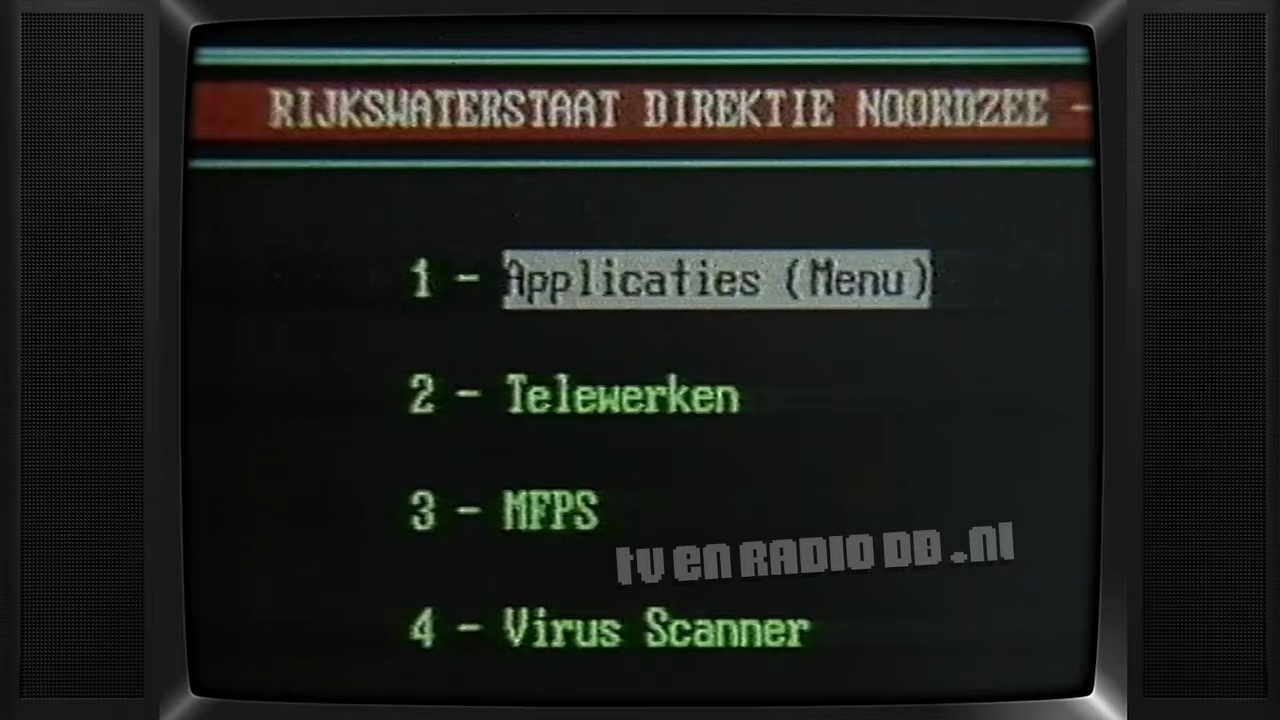 RIJKSWATERSTAAT DIREKTIE NOORDZEE -
1 - Applicaties (Menu)
2 - Telewerken
3 - MFPS
tv en RADIO DB .nl
4 - Virus Scanner